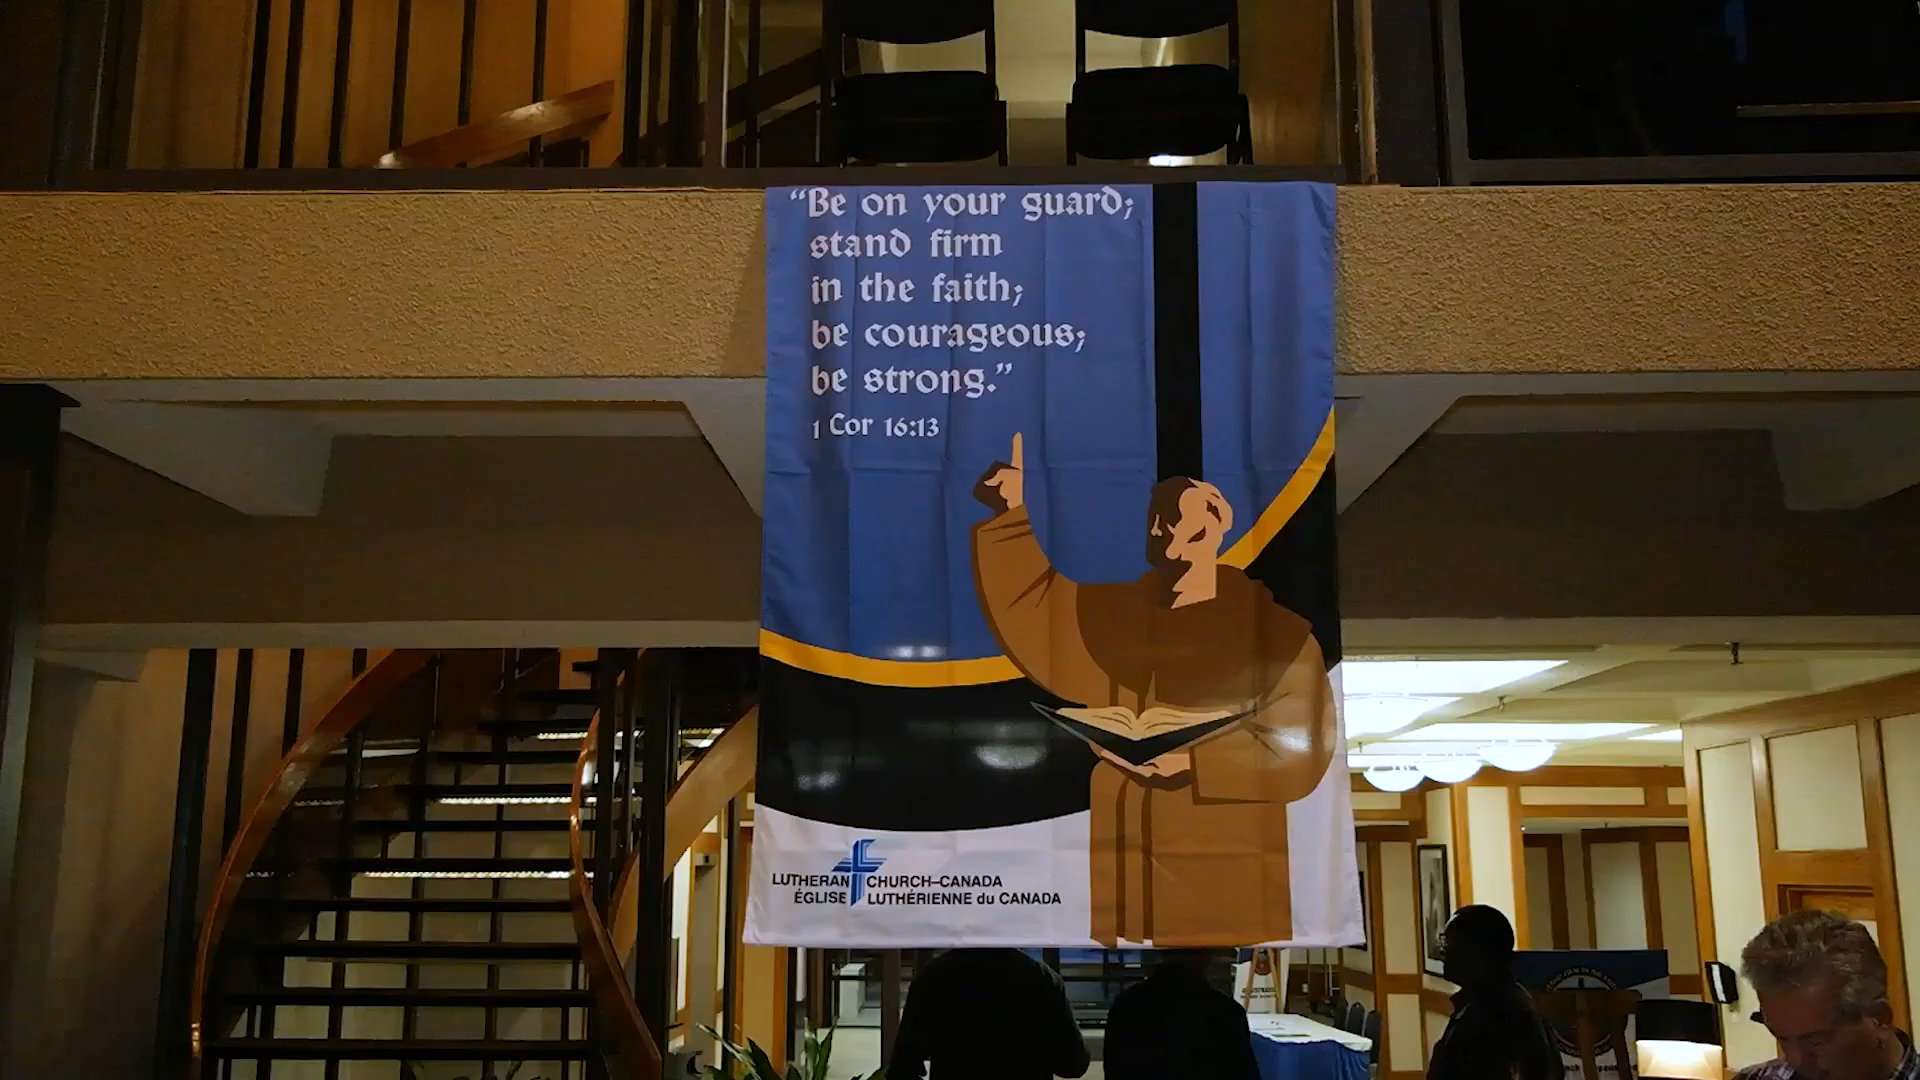 “Be on your guard;
stand firm
in the faith;
be courageous;
be strong.”
1 Cor 16:13
LUTHERAN CHURCH–CANADA
ÉGLISE LUTHÉRIENNE du CANADA